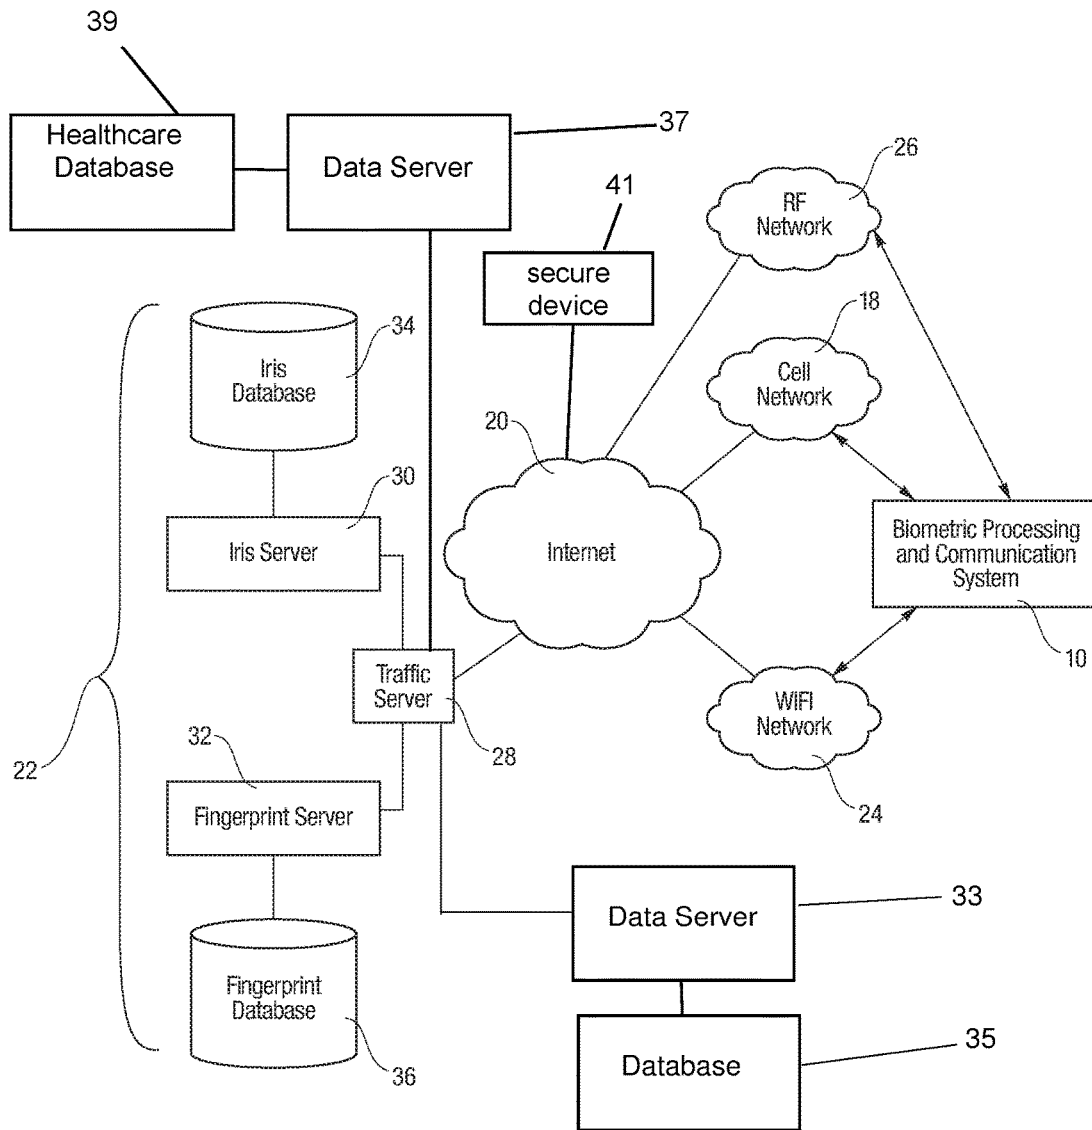 39
Healthcare
Database
Data Server
37
26
RF
Network
41
secure
device
18
Cell
Network
34
Iris
Database
20
30
Iris Server
Internet
Biometric Processing
and Communication
System
10
Traffic
Server
28
WIFI
Network
24
22
32
Fingerprint Server
Data Server
33
Fingerprint
Database
36
Database
35